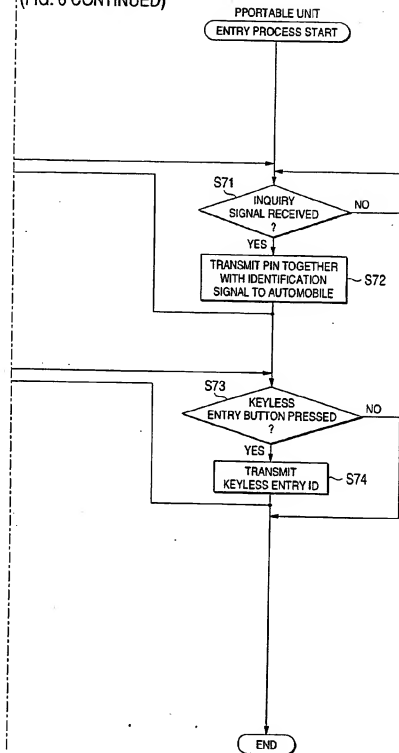 (FIG. 6 CONTINUED)
PPORTABLE UNIT
ENTRY PROCESS START
S71
INQUIRY
SIGNAL RECEIVED
?
NO
YES
TRANSMIT PIN TOGETHER
WITH IDENTIFICATION
SIGNAL TO AUTOMOBILE
S72
S73
KEYLESS
ENTRY BUTTON PRESSED
?
NO
YES
TRANSMIT
KEYLESS ENTRY ID
S74
END